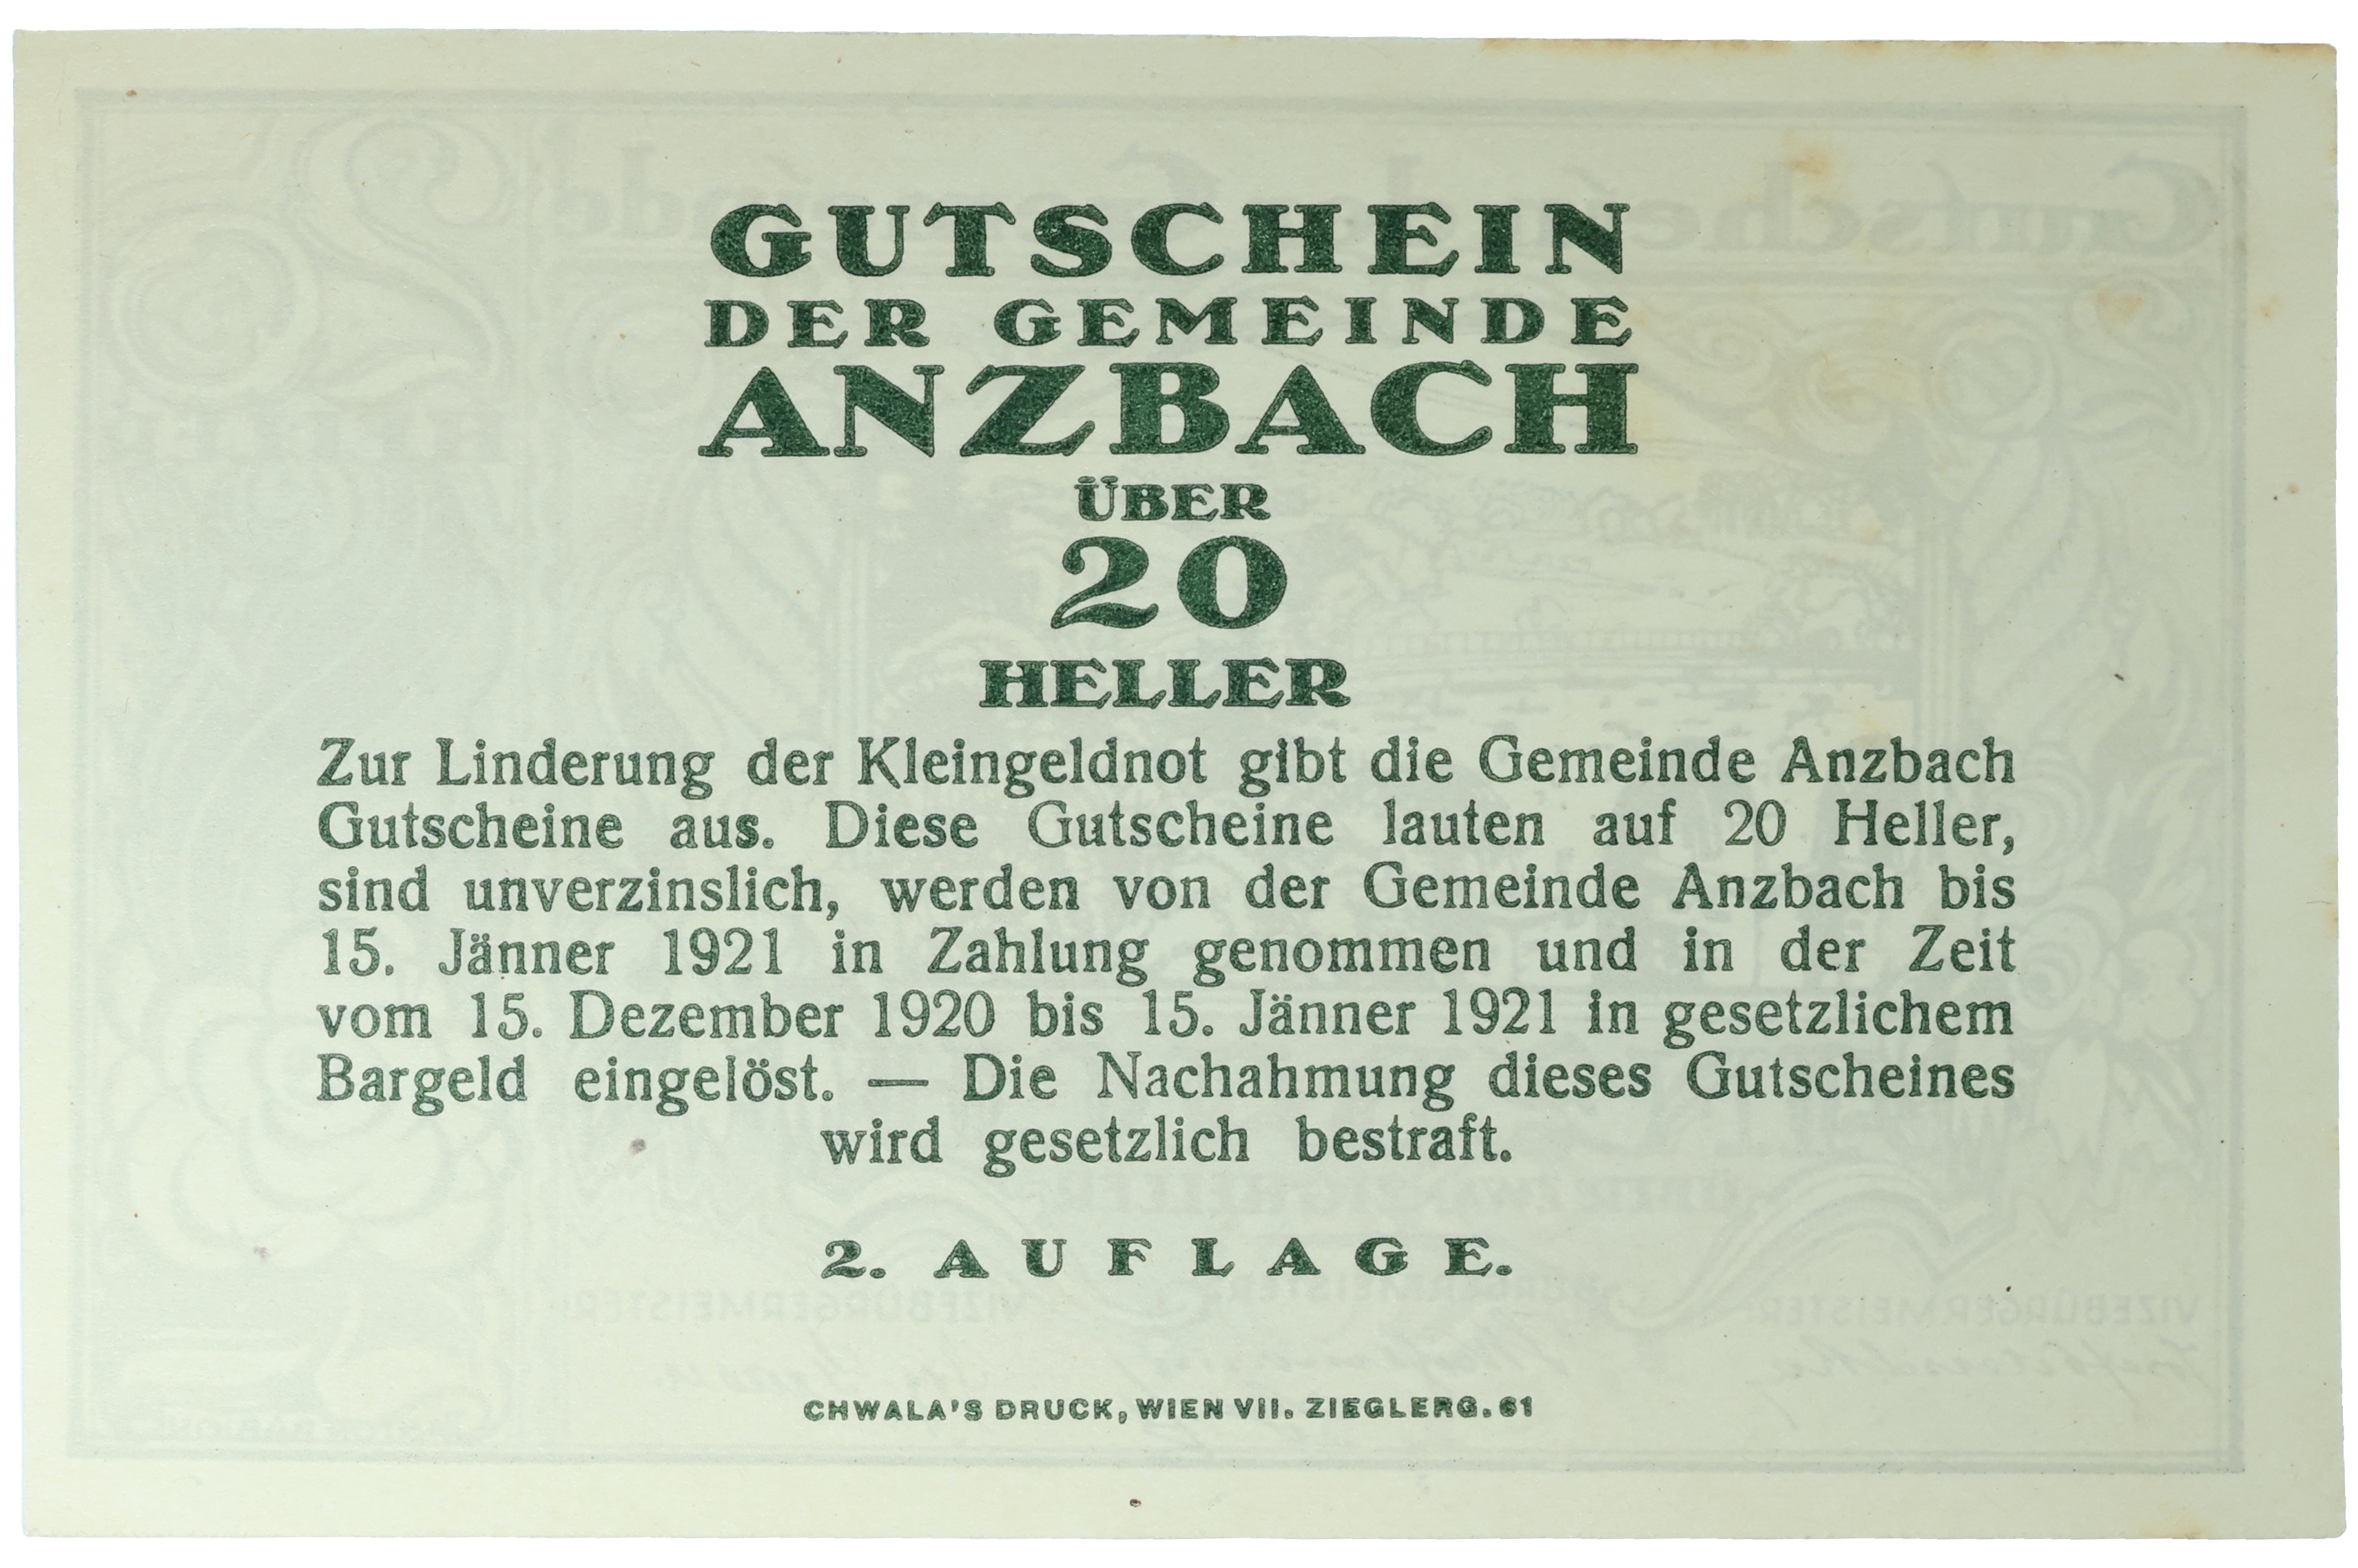 GUTSCHEIN
DER GEMEINDE
ANZBACH
ÜBER
20
HELLER
Zur Linderung der Kleingeldnot gibt die Gemeinde Anzbach
Gutscheine aus. Diese Gutscheine lauten auf 20 Heller,
sind unverzinslich, werden von der Gemeinde Anzbach bis
15. Jänner 1921 in Zahlung genommen und in der Zeit
vom 15. Dezember 1920 bis 15. Jänner 1921 in gesetzlichem
Bargeld eingelöst. — Die Nachahmung dieses Gutscheines
wird gesetzlich bestraft.
2. AUFLAGE.
CHWALA'S DRUCK, WIEN VII. ZIEGLERG. 61